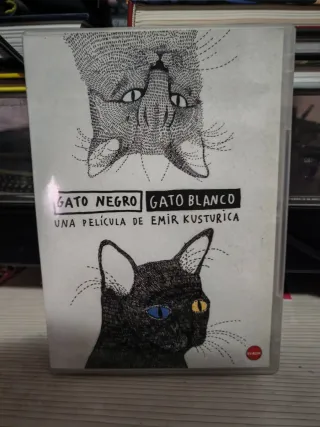 GATO NEGRO GATO BLANCO
UNA PELÍCULA DE EMIR KUSTURICA